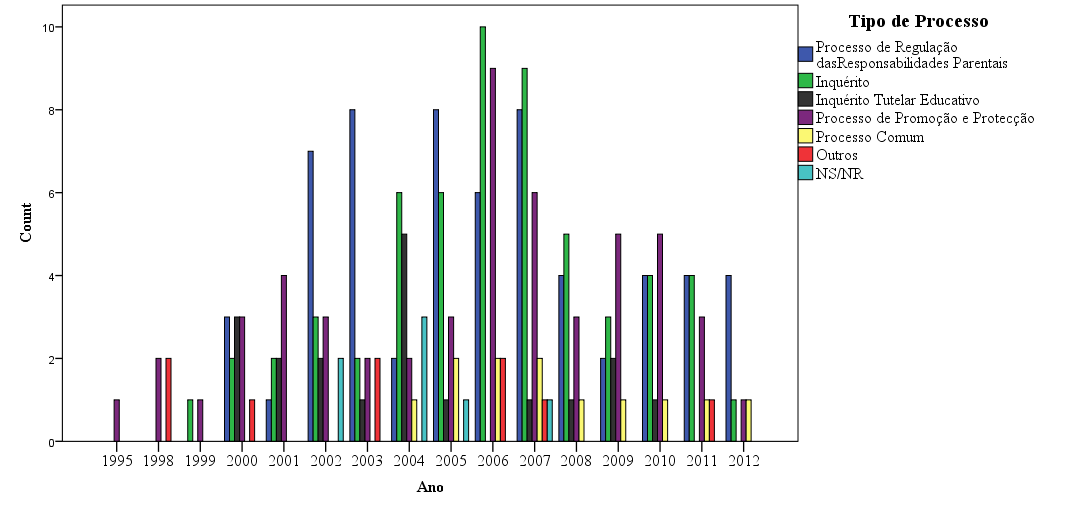 Tipo de Processo
Processo de Regulação
dasResponsabilidades Parentais
Inquérito
Inquérito Tutelar Educativo
Processo de Promoção e Protecção
Processo Comum
Outros
NS/NR
Count
10
8
6
4
2
0
1995 1998 1999 2000 2001 2002 2003 2004 2005 2006 2007 2008 2009 2010 2011 2012
Ano